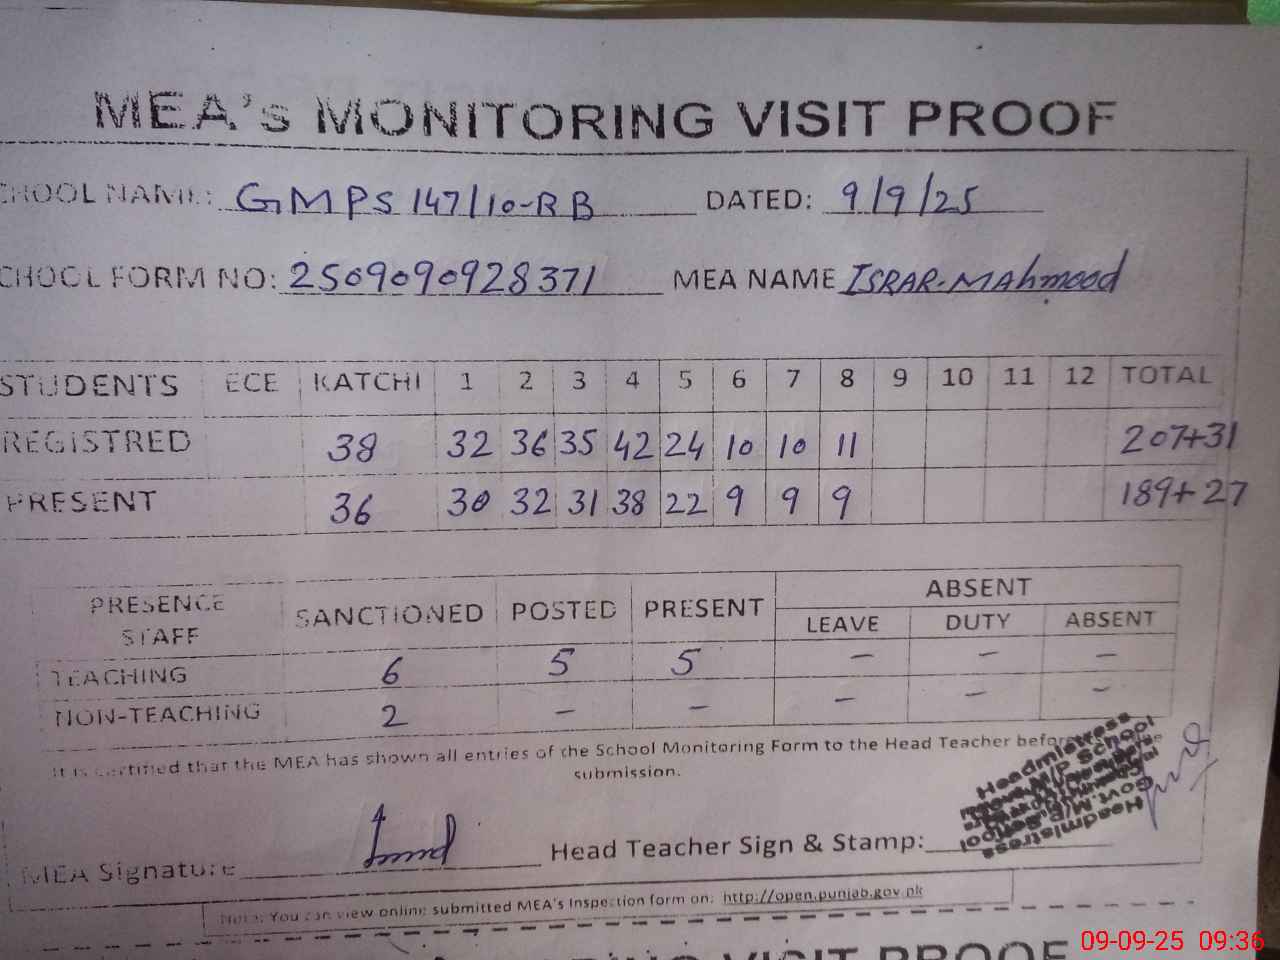 MEA's MONITORING VISIT PROOF
CHOOL NAME: GMPS 147/10-RB DATED: 9/9/25
CHOOL FORM NO: 250909092837​1 MEA NAME ISRAR-MAhmood
STUDENTS ECE KATCHI 1 2 3 4 5 6 7 8 9 10 11 12 TOTAL
REGISTRED 38 32 36 35 42 24 10 10 11 207+31
PRESENT 36 30 32 31 38 22 9 9 9 189+27
PRESENCE STAFF SANCTIONED POSTED PRESENT ABSENT
LEAVE DUTY ABSENT
TEACHING 6 5 5 - - -
NON-TEACHING 2 - - - - -
It is certified that the MEA has shown all entries of the School Monitoring Form to the Head Teacher before
submission.
Headmistress
M/P School
MEA Signature Head Teacher Sign & Stamp:
Note: You can view online submitted MEA's Inspection form on: http://open.punjab.gov.pk
VISIT PROOF
09-09-25 09:36